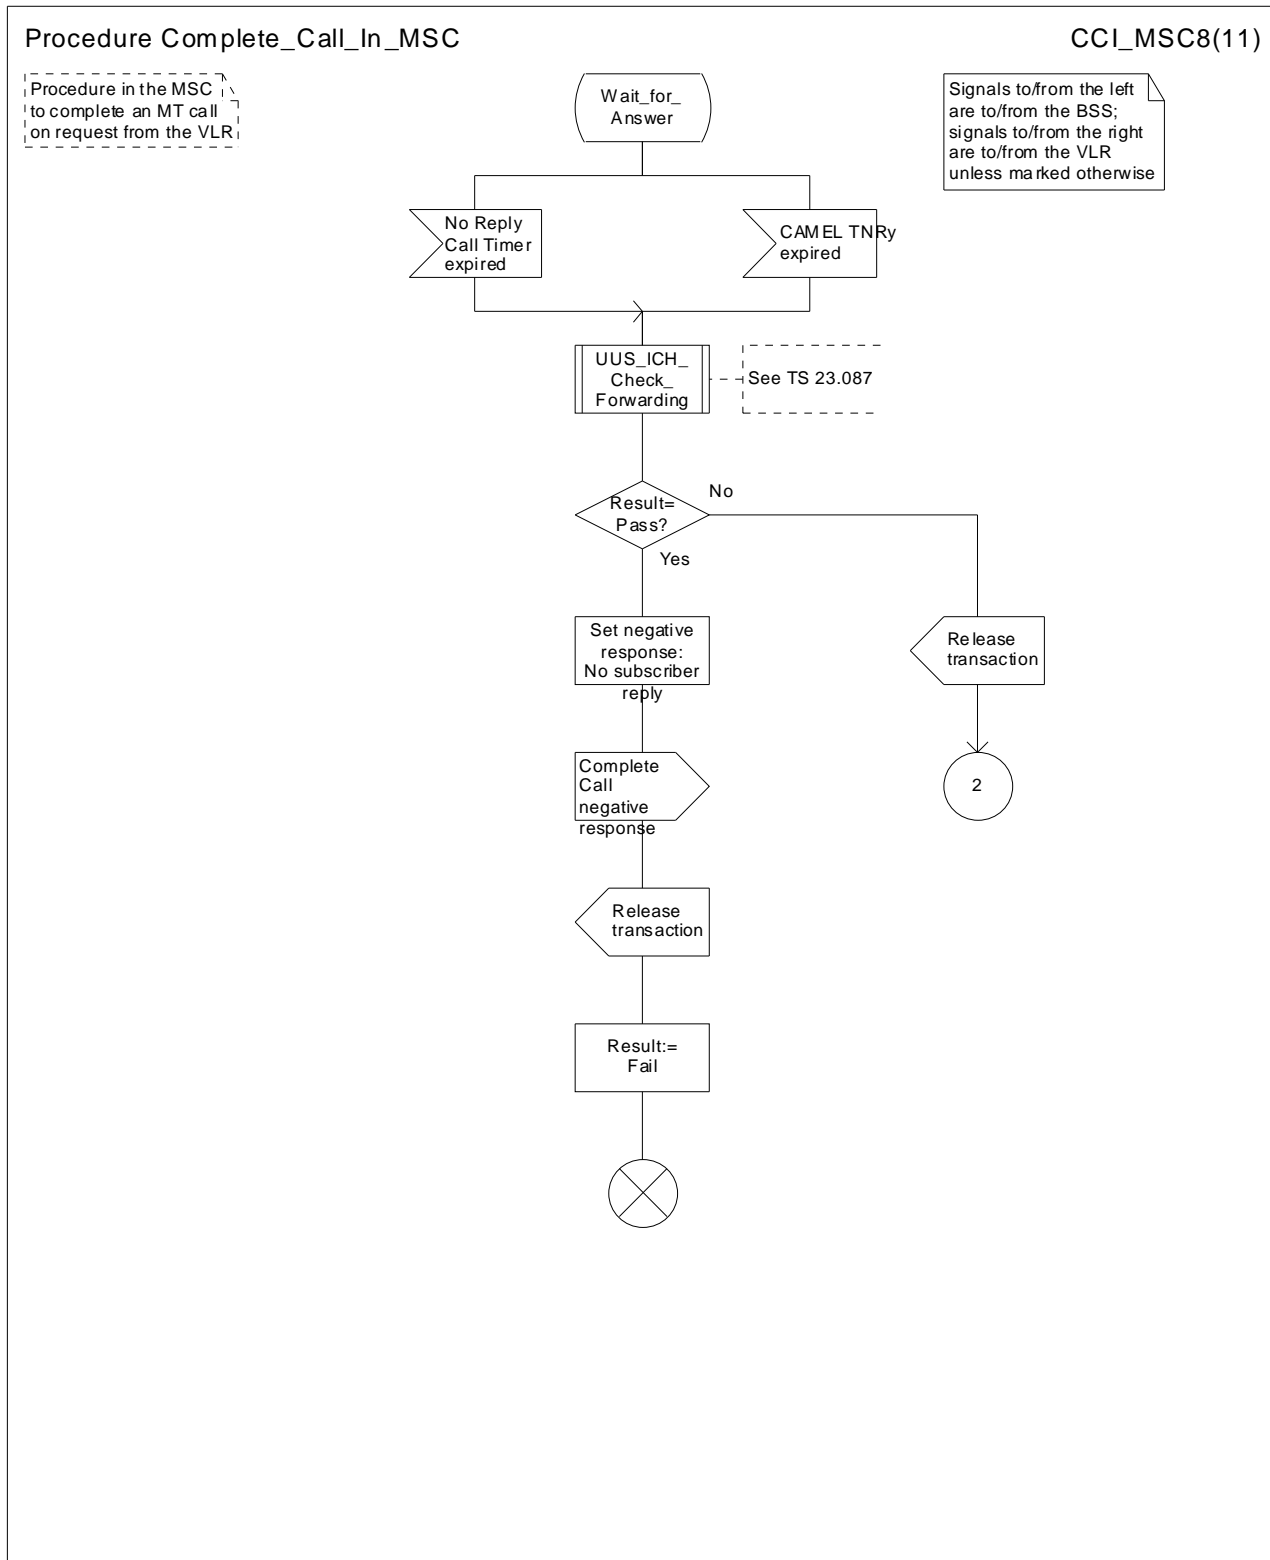 Procedure Complete_Call_In_MSC
CCI_MSC8(11)
Procedure in the MSC
to complete an MT call
on request from the VLR
Wait_for_
Answer
Signals to/from the left
are to/from the BSS;
signals to/from the right
are to/from the VLR
unless marked otherwise
No Reply
Call Timer
expired
CAMEL TNRy
expired
UUS_ICH_
Check_
Forwarding
See TS 23.087
Result=
Pass?
No
Yes
Set negative
response:
No subscriber
reply
Release
transaction
Complete
Call
negative
response
2
Release
transaction
Result:=
Fail